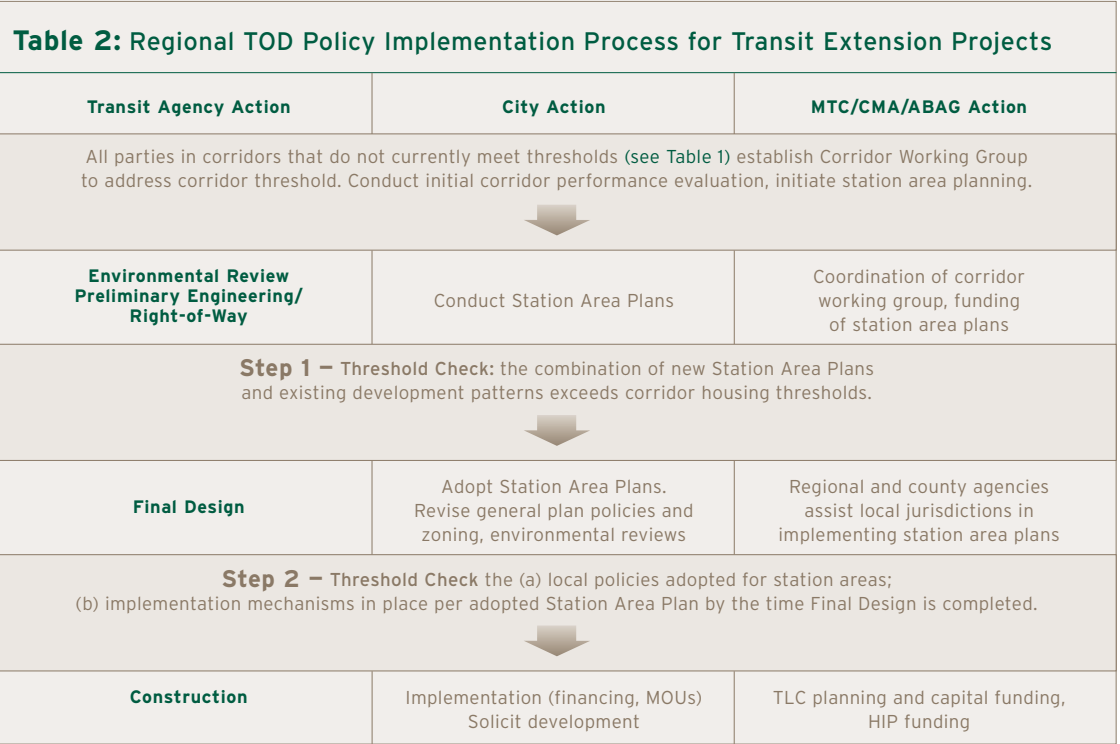 Table 2: Regional TOD Policy Implementation Process for Transit Extension Projects
Transit Agency Action
City Action
MTC/CMA/ABAG Action
All parties in corridors that do not currently meet thresholds (see Table 1) establish Corridor Working Group
to address corridor threshold. Conduct initial corridor performance evaluation, initiate station area planning.
Environmental Review
Preliminary Engineering/
Right-of-Way
Conduct Station Area Plans
Coordination of corridor
working group, funding
of station area plans
Step 1 – Threshold Check: the combination of new Station Area Plans
and existing development patterns exceeds corridor housing thresholds.
Final Design
Adopt Station Area Plans.
Revise general plan policies and
zoning, environmental reviews
Regional and county agencies
assist local jurisdictions in
implementing station area plans
Step 2 – Threshold Check the (a) local policies adopted for station areas;
(b) implementation mechanisms in place per adopted Station Area Plan by the time Final Design is completed.
Construction
Implementation (financing, MOUs)
Solicit development
TLC planning and capital funding,
HIP funding